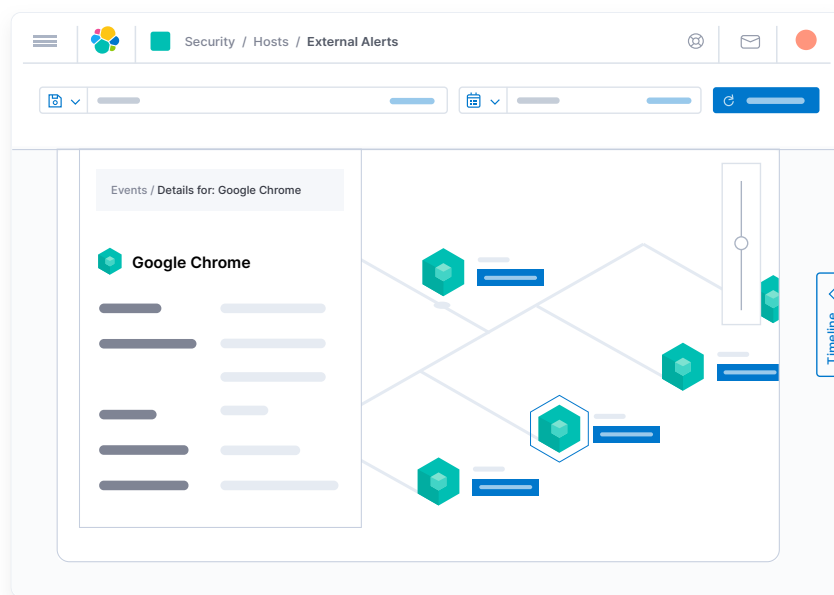 Security / Hosts / External Alerts
Events / Details for: Google Chrome
Google Chrome
Timeline